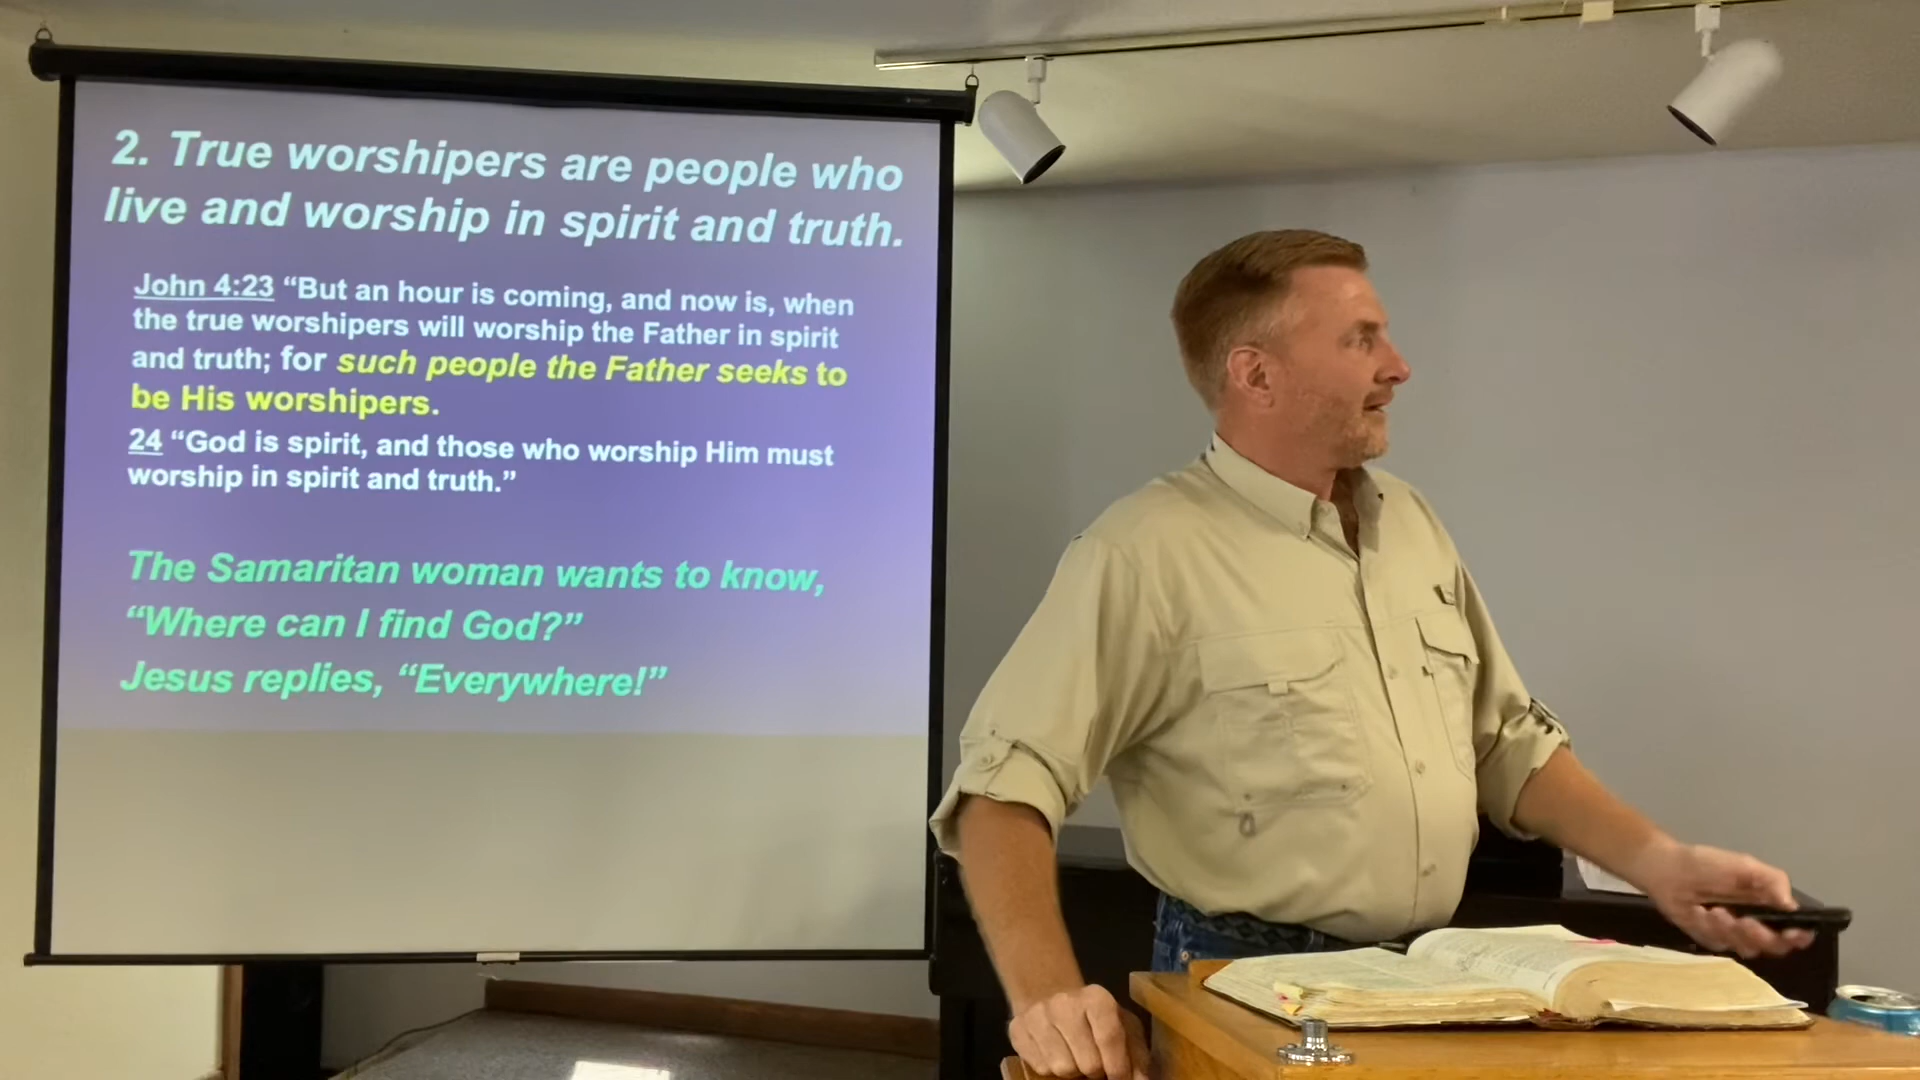 2. True worshipers are people who
live and worship in spirit and truth.
John 4:23 “But an hour is coming, and now is, when
the true worshipers will worship the Father in spirit
and truth; for such people the Father seeks to
be His worshipers.
24 “God is spirit, and those who worship Him must
worship in spirit and truth.”
The Samaritan woman wants to know,
“Where can I find God?”
Jesus replies, “Everywhere!”